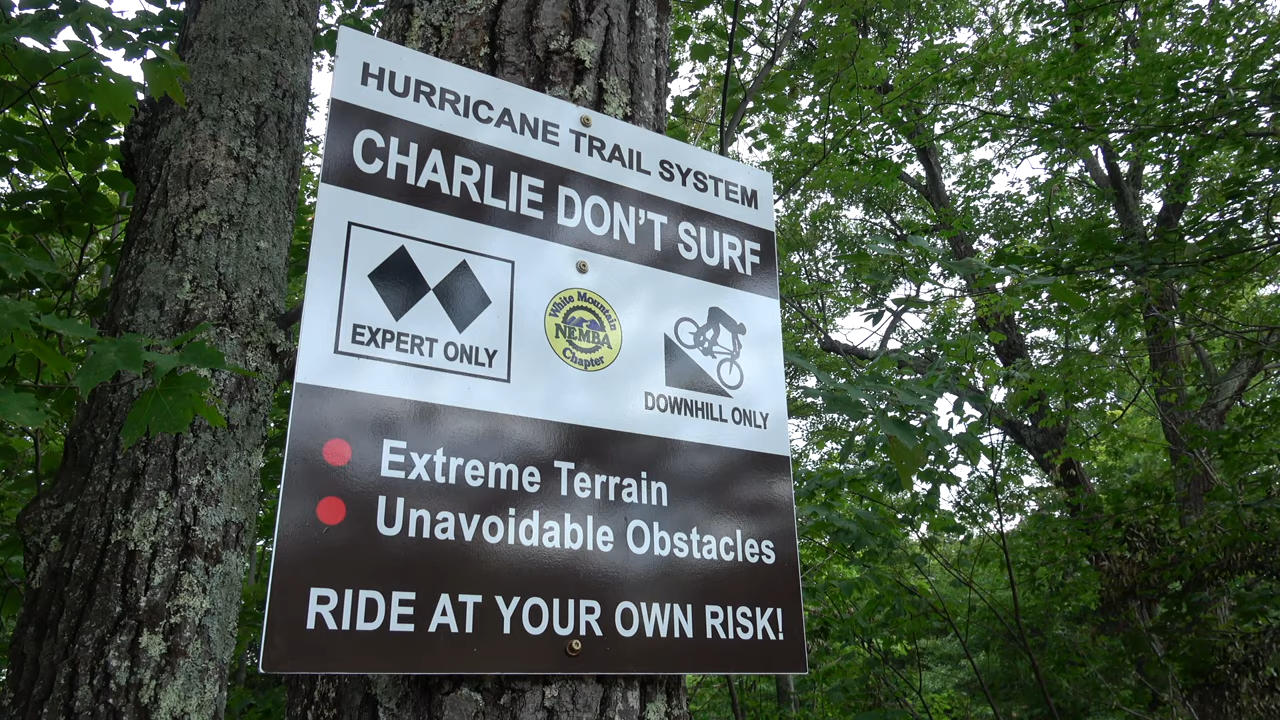 HURRICANE TRAIL SYSTEM
CHARLIE DON'T SURF
EXPERT ONLY
White Mountain
NEMBA
Chapter
DOWNHILL ONLY
Extreme Terrain
Unavoidable Obstacles
RIDE AT YOUR OWN RISK!